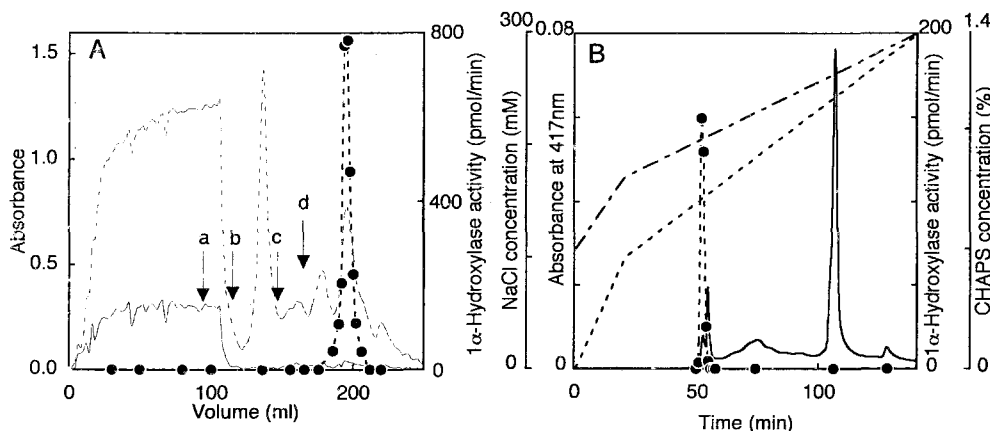 A
1.5
1.0
0.5
0.0
Absorbance
a
b
c
d
0
100
200
Volume (ml)
800
400
0
1α-Hydroxylase activity (pmol/min)
B
300
0
NaCl concentration (mM)
0.08
0
Absorbance at 417nm
0
50
100
Time (min)
200
100
0
1α-Hydroxylase activity (pmol/min)
1.4
0
CHAPS concentration (%)